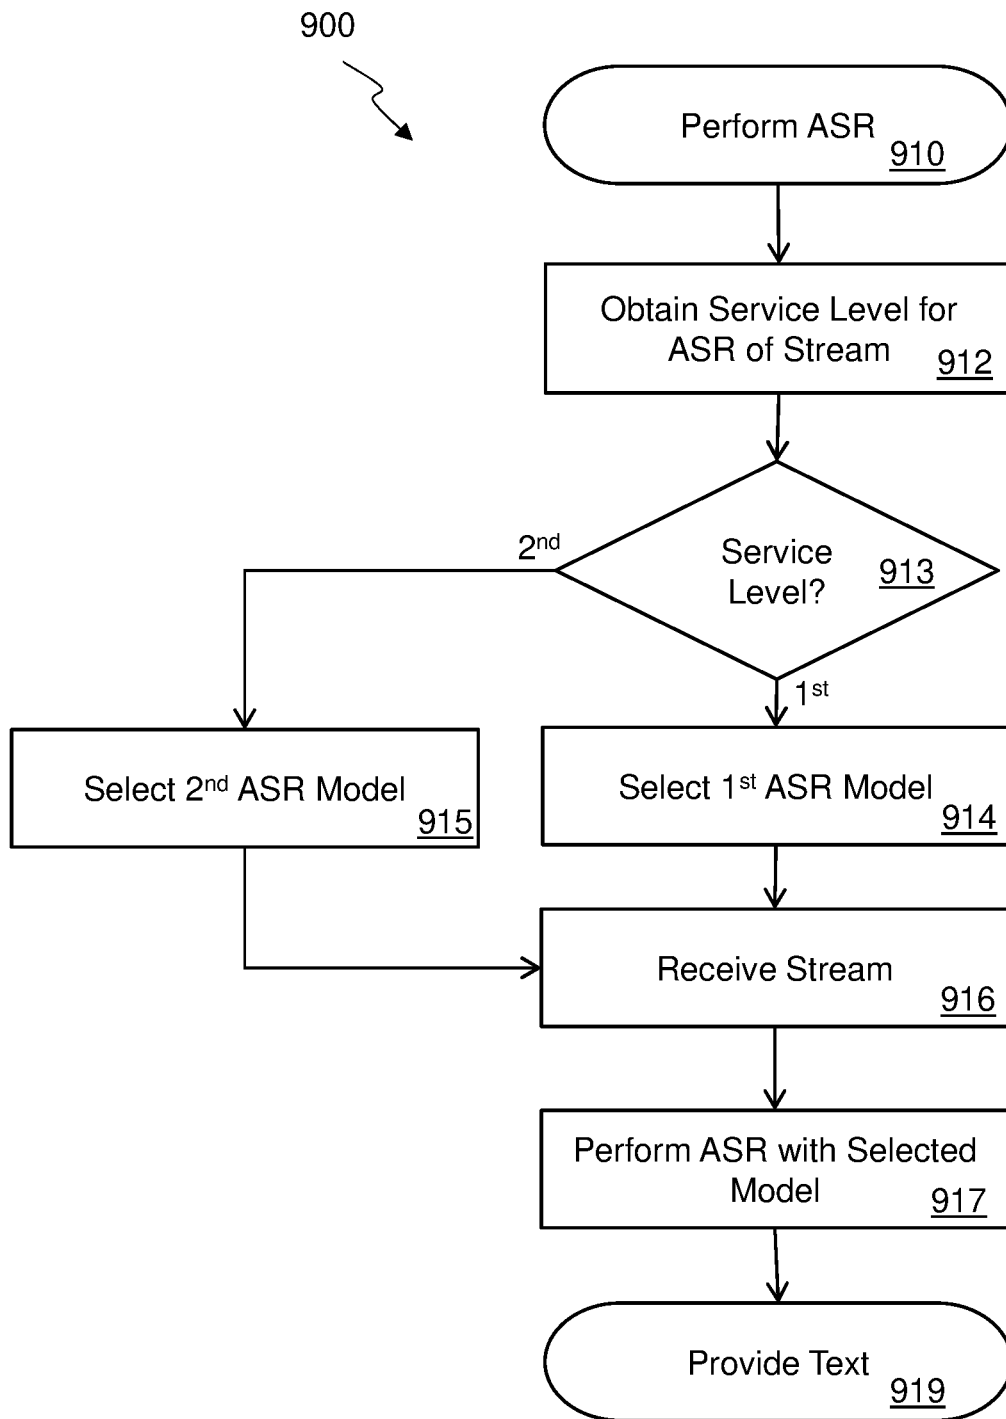 900
Perform ASR
910
Obtain Service Level for
ASR of Stream
912
2nd
Service
Level?
913
1st
Select 2nd ASR Model
915
Select 1st ASR Model
914
Receive Stream
916
Perform ASR with Selected
Model
917
Provide Text
919